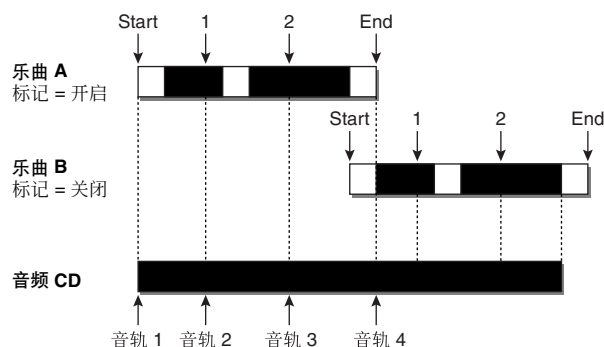 Start 1 2 End
乐曲 A
标记 = 开启
Start 1 2 End
乐曲 B
标记 = 关闭
音频 CD
音轨 1 音轨 2 音轨 3 音轨 4